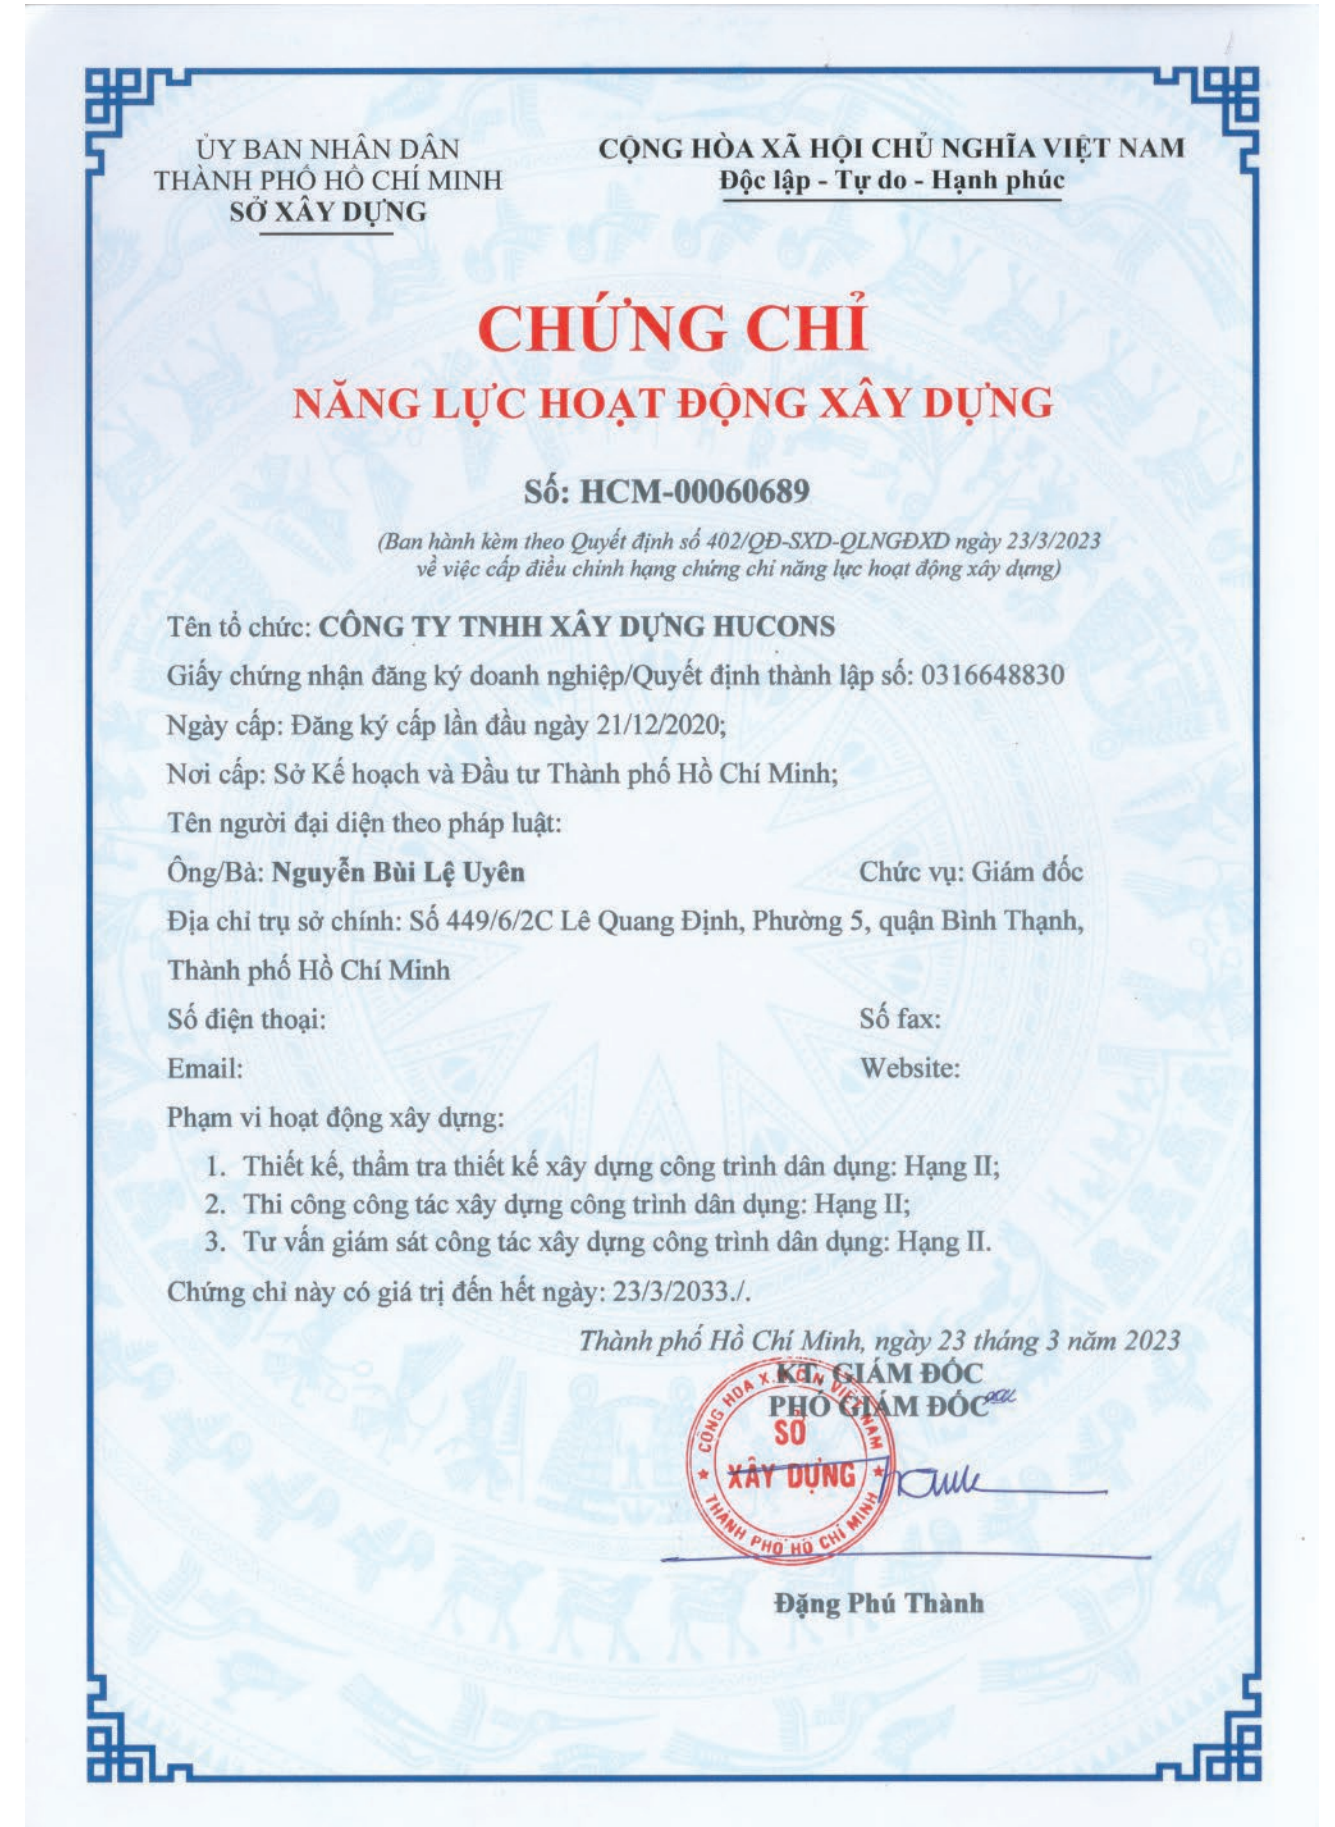 ỦY BAN NHÂN DÂN
THÀNH PHỐ HỒ CHÍ MINH
SỞ XÂY DỰNG
CỘNG HÒA XÃ HỘI CHỦ NGHĨA VIỆT NAM
Độc lập - Tự do - Hạnh phúc
CHỨNG CHỈ
NĂNG LỰC HOẠT ĐỘNG XÂY DỰNG
Số: HCM-00060689
(Ban hành kèm theo Quyết định số 402/QĐ-SXD-QLNGĐXD ngày 23/3/2023
về việc cấp điều chỉnh hạng chứng chỉ năng lực hoạt động xây dựng)
Tên tổ chức: CÔNG TY TNHH XÂY DỰNG HUCONS
Giấy chứng nhận đăng ký doanh nghiệp/Quyết định thành lập số: 0316648830
Ngày cấp: Đăng ký cấp lần đầu ngày 21/12/2020;
Nơi cấp: Sở Kế hoạch và Đầu tư Thành phố Hồ Chí Minh;
Tên người đại diện theo pháp luật:
Ông/Bà: Nguyễn Bùi Lệ Uyên Chức vụ: Giám đốc
Địa chỉ trụ sở chính: Số 449/6/2C Lê Quang Định, Phường 5, quận Bình Thạnh,
Thành phố Hồ Chí Minh
Số điện thoại: Số fax:
Email: Website:
Phạm vi hoạt động xây dựng:
1. Thiết kế, thẩm tra thiết kế xây dựng công trình dân dụng: Hạng II;
2. Thi công công tác xây dựng công trình dân dụng: Hạng II;
3. Tư vấn giám sát công tác xây dựng công trình dân dụng: Hạng II.
Chứng chỉ này có giá trị đến hết ngày: 23/3/2033./.
Thành phố Hồ Chí Minh, ngày 23 tháng 3 năm 2023
KT. GIÁM ĐỐC
PHÓ GIÁM ĐỐC
CỘNG HÒA X.H.C.N VIỆT NAM
SỞ
XÂY DỰNG
THÀNH PHỐ HỒ CHÍ MINH
Đặng Phú Thành